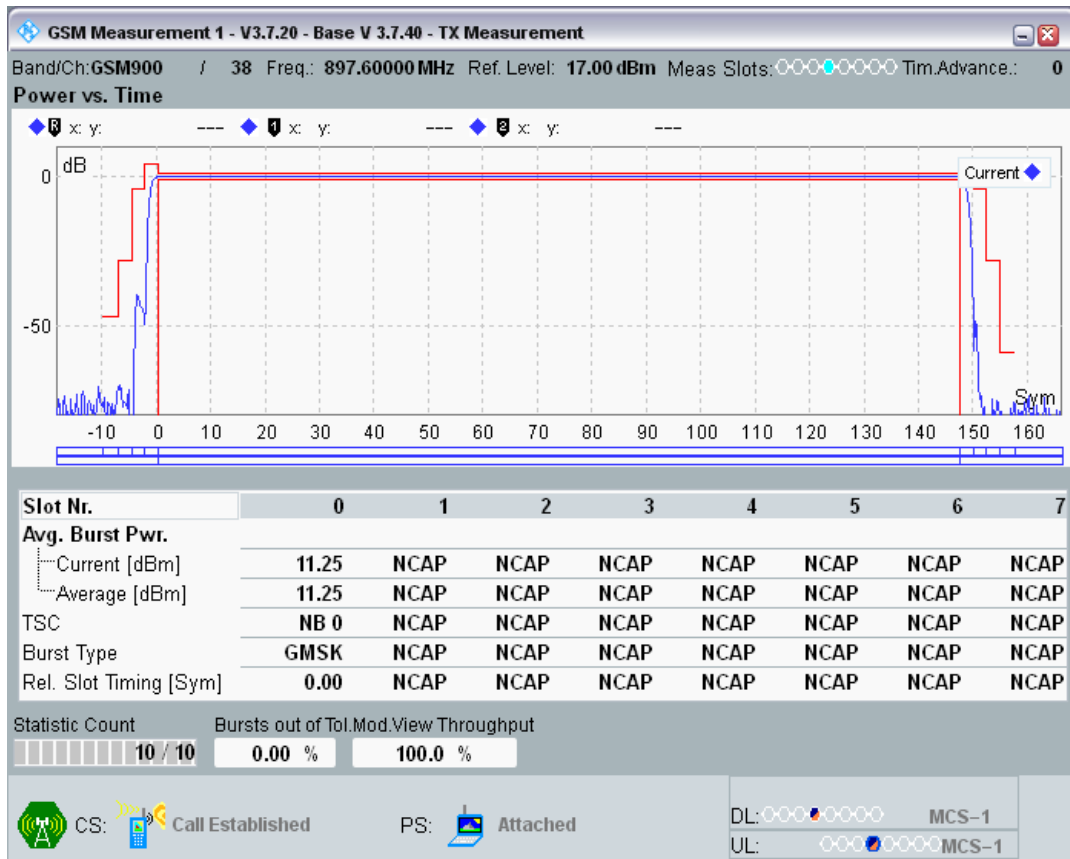 GSM Measurement 1 - V3.7.20 - Base V 3.7.40 - TX Measurement
Band/Ch:GSM900 / 38 Freq.: 897.60000 MHz Ref. Level: 17.00 dBm Meas Slots: Tim.Advance.: 0
Power vs. Time
R x: y: --- 1 x: y: --- 2 x: y: ---
dB
Current
0
-50
Sym
-10 0 10 20 30 40 50 60 70 80 90 100 110 120 130 140 150 160
Slot Nr. 0 1 2 3 4 5 6 7
Avg. Burst Pwr.
Current [dBm] 11.25 NCAP NCAP NCAP NCAP NCAP NCAP NCAP
Average [dBm] 11.25 NCAP NCAP NCAP NCAP NCAP NCAP NCAP
TSC NB 0 NCAP NCAP NCAP NCAP NCAP NCAP NCAP
Burst Type GMSK NCAP NCAP NCAP NCAP NCAP NCAP NCAP
Rel. Slot Timing [Sym] 0.00 NCAP NCAP NCAP NCAP NCAP NCAP NCAP
Statistic Count Bursts out of Tol. Mod.View Throughput
10 / 10 0.00 % 100.0 %
CS: Call Established PS: Attached
DL: MCS-1
UL: MCS-1